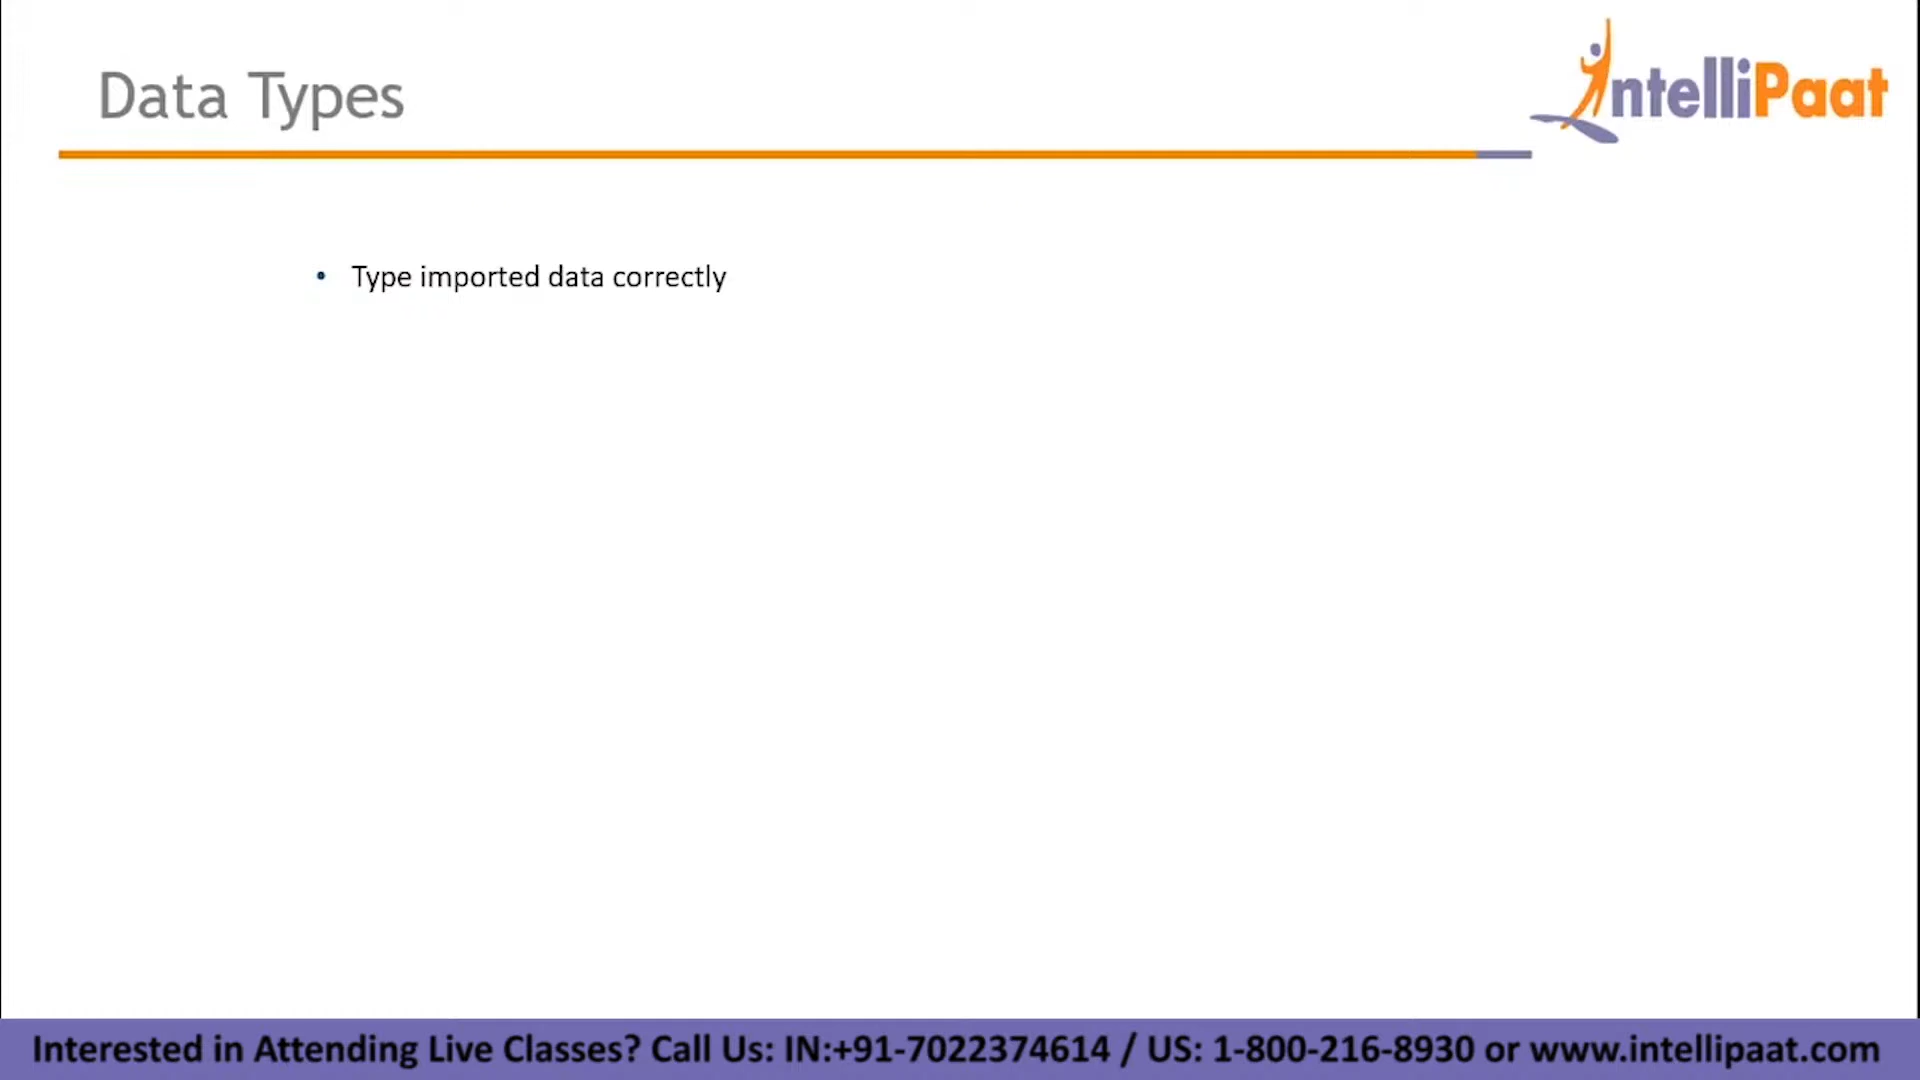 Data Types
IntelliPaat
• Type imported data correctly
Interested in Attending Live Classes? Call Us: IN:+91-7022374614 / US: 1-800-216-8930 or www.intellipaat.com